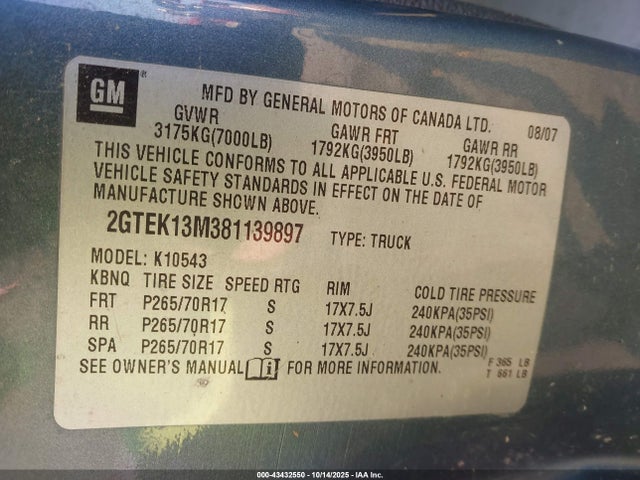 GM ® MFD BY GENERAL MOTORS OF CANADA LTD. 08/07
GVWR GAWR FRT GAWR RR
3175KG(7000LB) 1792KG(3950LB) 1792KG(3950LB)
THIS VEHICLE CONFORMS TO ALL APPLICABLE U.S. FEDERAL MOTOR
VEHICLE SAFETY STANDARDS IN EFFECT ON THE DATE OF
MANUFACTURE SHOWN ABOVE.
2GTEK13M381139897 TYPE: TRUCK
MODEL: K10543
KBNQ TIRE SIZE SPEED RTG RIM COLD TIRE PRESSURE
FRT P265/70R17 S 17X7.5J 240KPA(35PSI)
RR P265/70R17 S 17X7.5J 240KPA(35PSI)
SPA P265/70R17 S 17X7.5J 240KPA(35PSI)
SEE OWNER'S MANUAL FOR MORE INFORMATION.
F 365 LB
T 661 LB
000-43432550 - 10/14/2025 - IAA Inc.